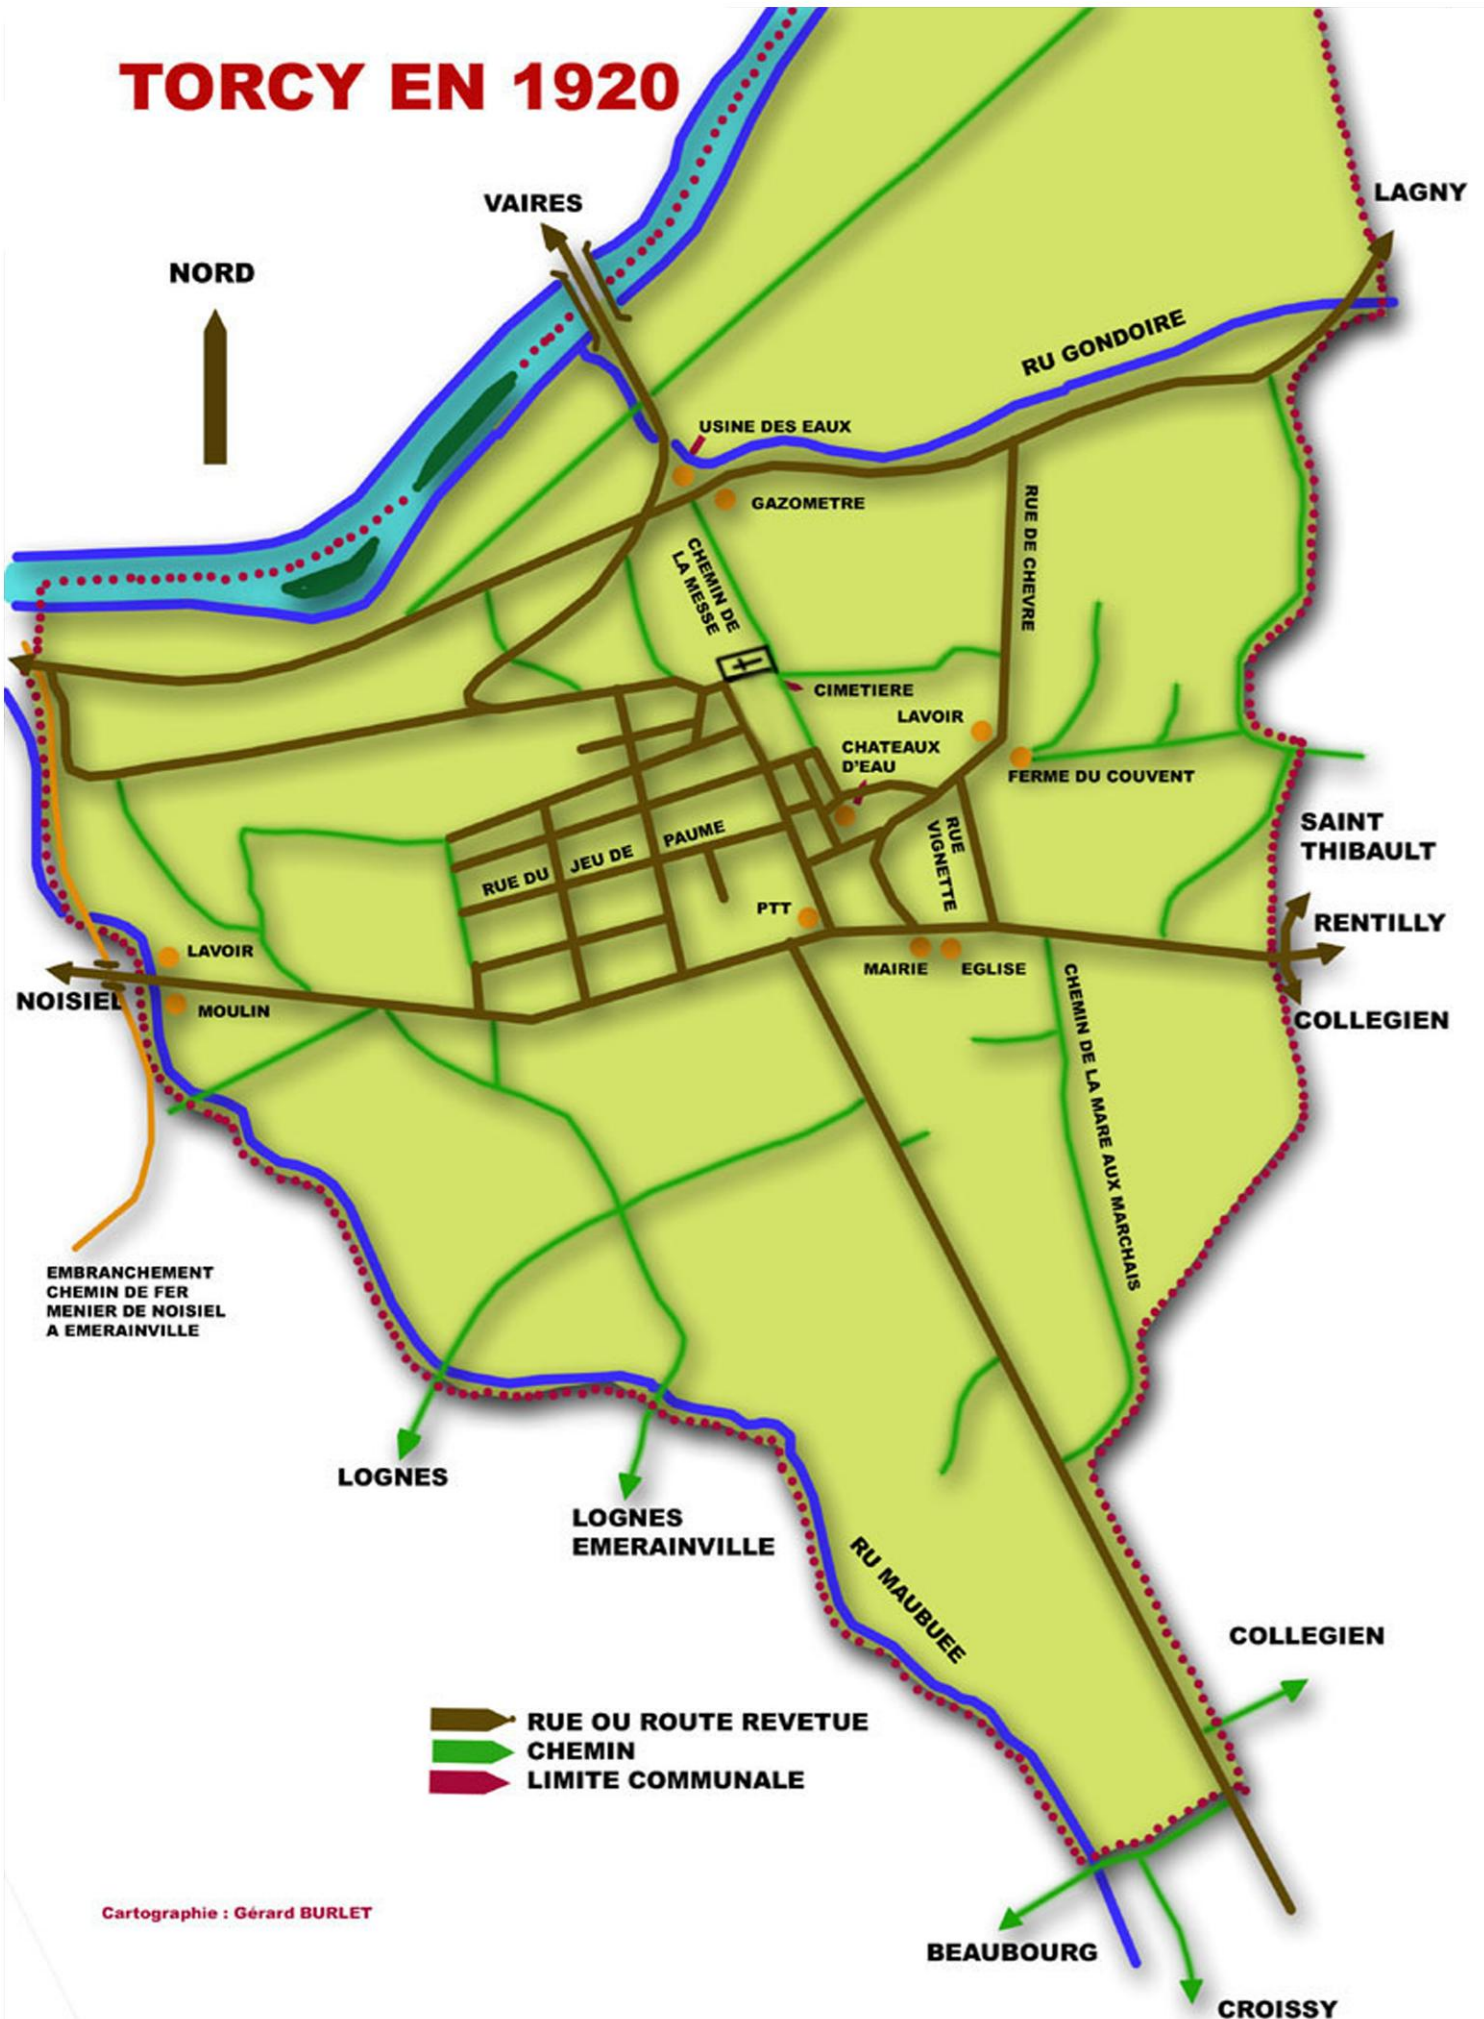 TORCY EN 1920
VAIRES
LAGNY
NORD
RU GONDOIRE
USINE DES EAUX
GAZOMETRE
RUE DE CHEVRE
CHEMIN DE
LA MESSE
CIMETIERE
LAVOIR
CHATEAUX
D'EAU
FERME DU COUVENT
SAINT
THIBAULT
RUE DU JEU DE PAUME
RUE
VIGNETTE
PTT
RENTILLY
LAVOIR
MAIRIE
EGLISE
NOISIEL
MOULIN
COLLEGIEN
CHEMIN DE LA MARE AUX MARCHAIS
EMBRANCHEMENT
CHEMIN DE FER
MENIER DE NOISIEL
A EMERAINVILLE
LOGNES
LOGNES
EMERAINVILLE
RU MAUBUEE
COLLEGIEN
RUE OU ROUTE REVETUE
CHEMIN
LIMITE COMMUNALE
Cartographie : Gérard BURLET
BEAUBOURG
CROISSY